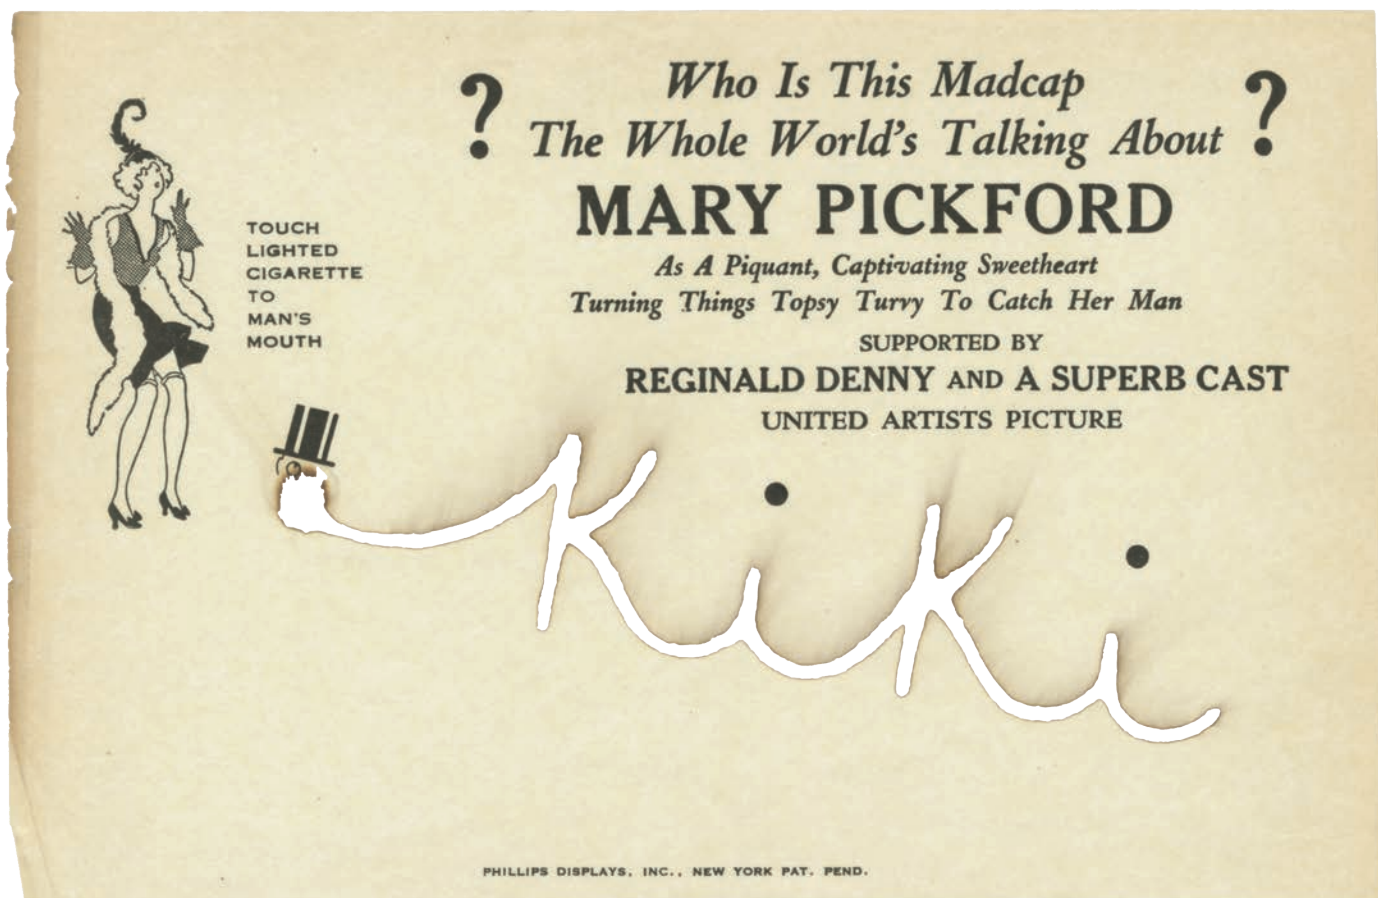 ? Who Is This Madcap ?
The Whole World's Talking About
MARY PICKFORD
As A Piquant, Captivating Sweetheart
Turning Things Topsy Turvy To Catch Her Man
SUPPORTED BY
REGINALD DENNY AND A SUPERB CAST
UNITED ARTISTS PICTURE
TOUCH
LIGHTED
CIGARETTE
TO
MAN'S
MOUTH
KiKi
PHILLIPS DISPLAYS, INC., NEW YORK PAT. PEND.